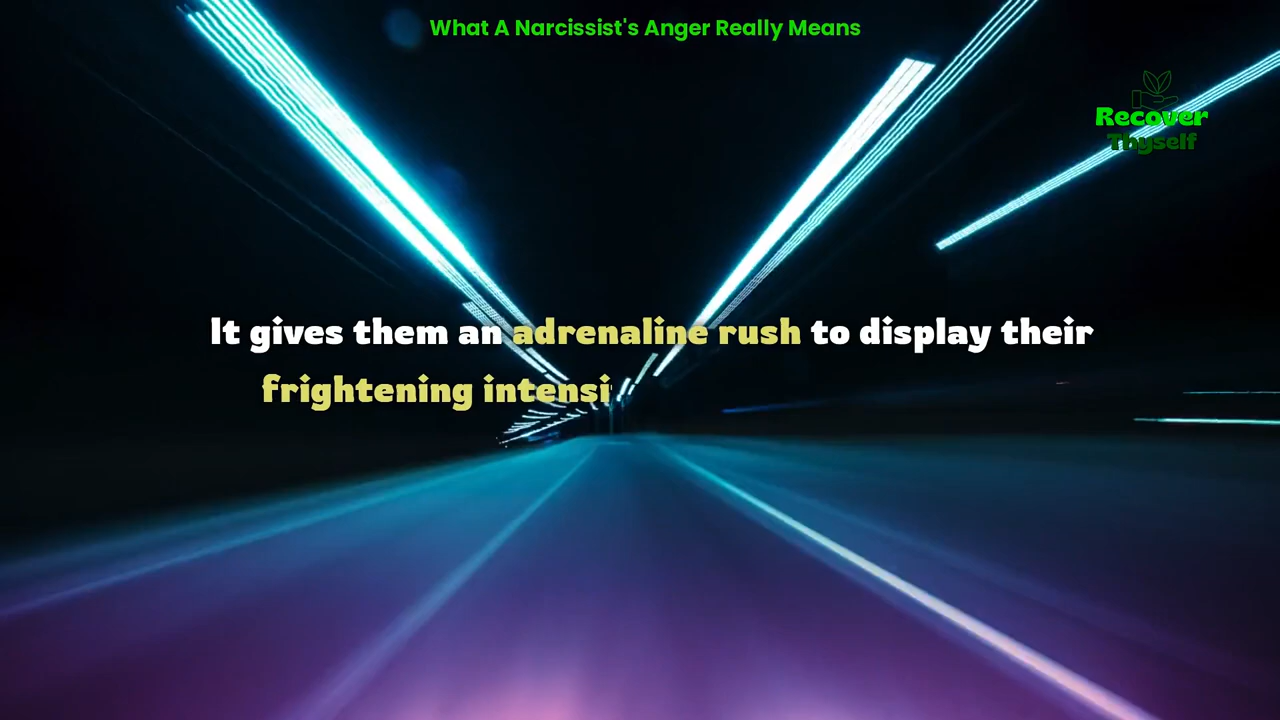 What A Narcissist's Anger Really Means
Recover
Thyself
It gives them an adrenaline rush to display their
frightening intensi